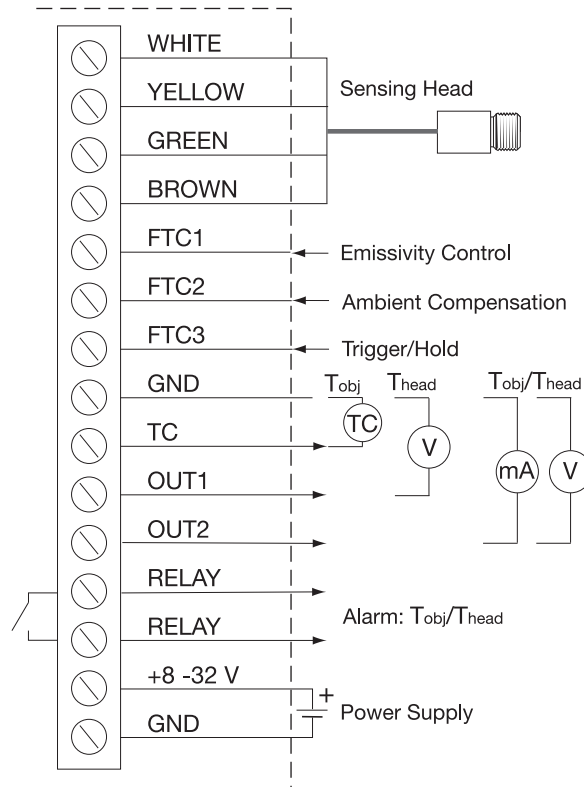 WHITE
YELLOW
Sensing Head
GREEN
BROWN
FTC1
Emissivity Control
FTC2
Ambient Compensation
FTC3
Trigger/Hold
GND
Tobj Thead Tobj/Thead
TC
TC
V
mA
V
OUT1
OUT2
RELAY
RELAY
Alarm: Tobj/Thead
+8 -32 V
+
Power Supply
GND